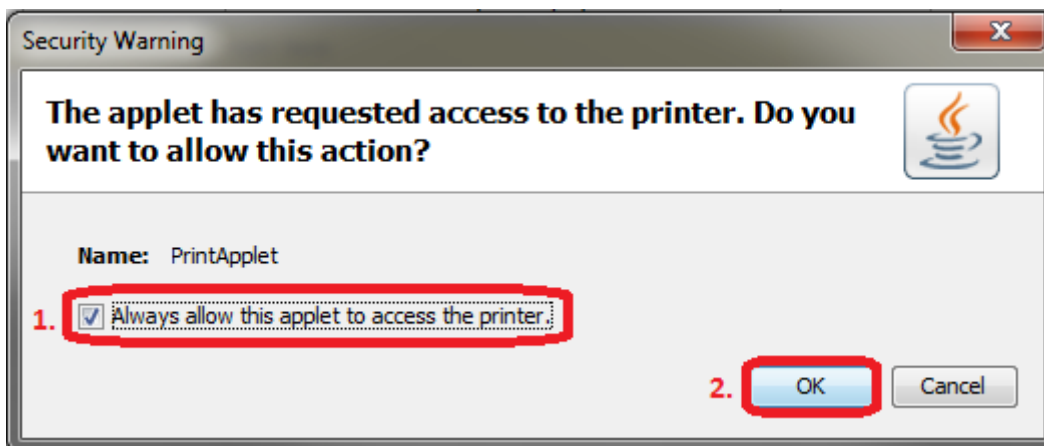 Security Warning
The applet has requested access to the printer. Do you
want to allow this action?
Name: PrintApplet
1. Always allow this applet to access the printer.
2. OK Cancel